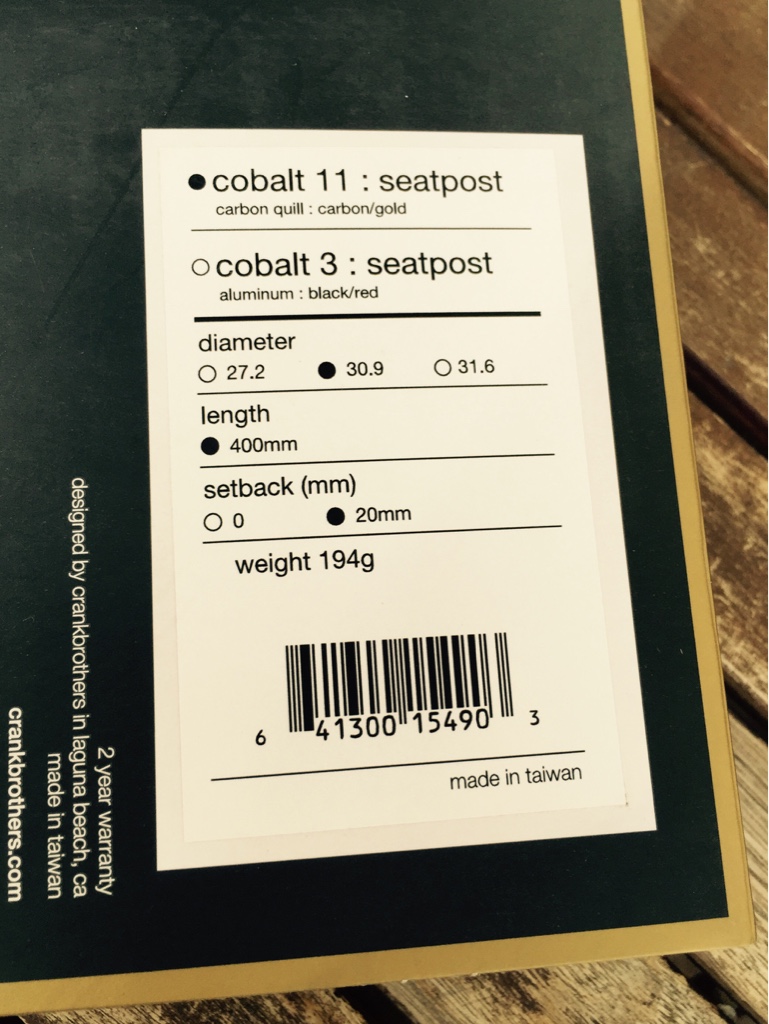 ● cobalt 11 : seatpost
carbon quill : carbon/gold
○ cobalt 3 : seatpost
aluminum : black/red
diameter
○ 27.2 ● 30.9 ○ 31.6
length
● 400mm
setback (mm)
○ 0 ● 20mm
weight 194g
6 41300 15490 3
made in taiwan
2 year warranty
designed by crankbrothers in laguna beach, ca
made in taiwan
crankbrothers.com